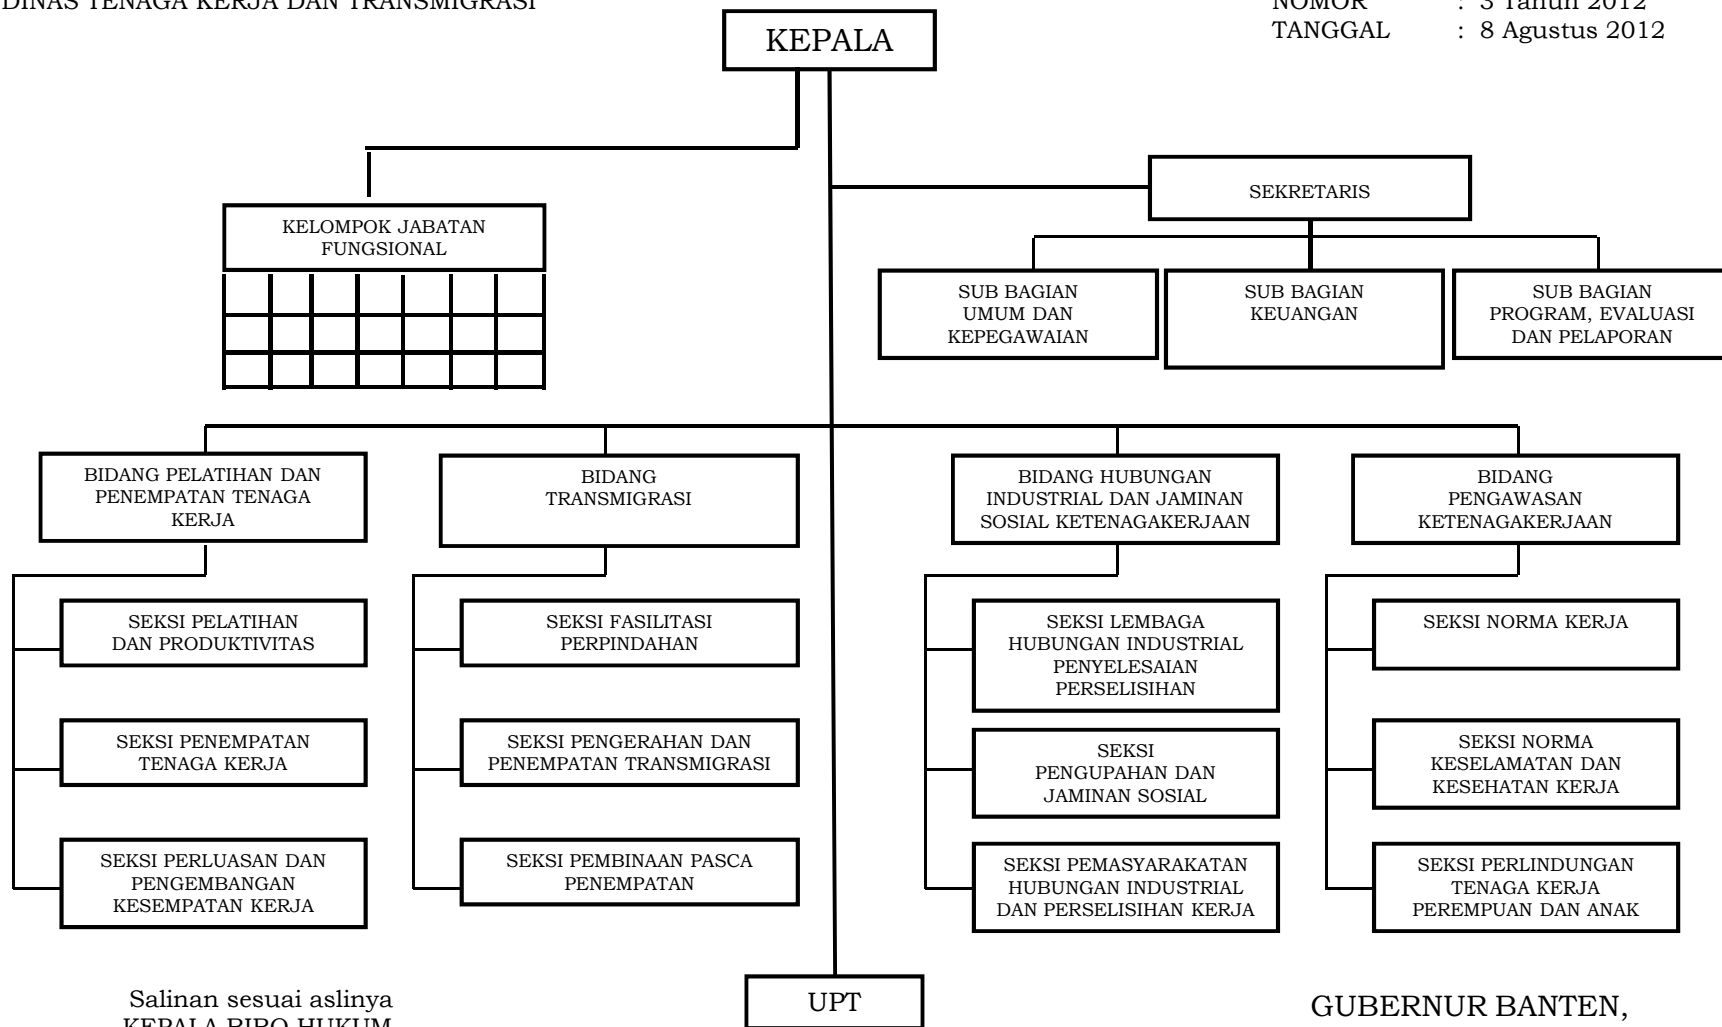 DINAS TENAGA KERJA DAN TRANSMIGRASI
NOMOR : 3 Tahun 2012
TANGGAL : 8 Agustus 2012
KEPALA
SEKRETARIS
KELOMPOK JABATAN
FUNGSIONAL
SUB BAGIAN
UMUM DAN
KEPEGAWAIAN
SUB BAGIAN
KEUANGAN
SUB BAGIAN
PROGRAM, EVALUASI
DAN PELAPORAN
BIDANG PELATIHAN DAN
PENEMPATAN TENAGA
KERJA
BIDANG
TRANSMIGRASI
BIDANG HUBUNGAN
INDUSTRIAL DAN JAMINAN
SOSIAL KETENAGAKERJAAN
BIDANG
PENGAWASAN
KETENAGAKERJAAN
SEKSI PELATIHAN
DAN PRODUKTIVITAS
SEKSI FASILITASI
PERPINDAHAN
SEKSI LEMBAGA
HUBUNGAN INDUSTRIAL
PENYELESAIAN
PERSELISIHAN
SEKSI NORMA KERJA
SEKSI PENEMPATAN
TENAGA KERJA
SEKSI PENGERAHAN DAN
PENEMPATAN TRANSMIGRASI
SEKSI
PENGUPAHAN DAN
JAMINAN SOSIAL
SEKSI NORMA
KESELAMATAN DAN
KESEHATAN KERJA
SEKSI PERLUASAN DAN
PENGEMBANGAN
KESEMPATAN KERJA
SEKSI PEMBINAAN PASCA
PENEMPATAN
SEKSI PEMASYARAKATAN
HUBUNGAN INDUSTRIAL
DAN PERSELISIHAN KERJA
SEKSI PERLINDUNGAN
TENAGA KERJA
PEREMPUAN DAN ANAK
UPT
Salinan sesuai aslinya
KEPALA BIRO HUKUM
GUBERNUR BANTEN,